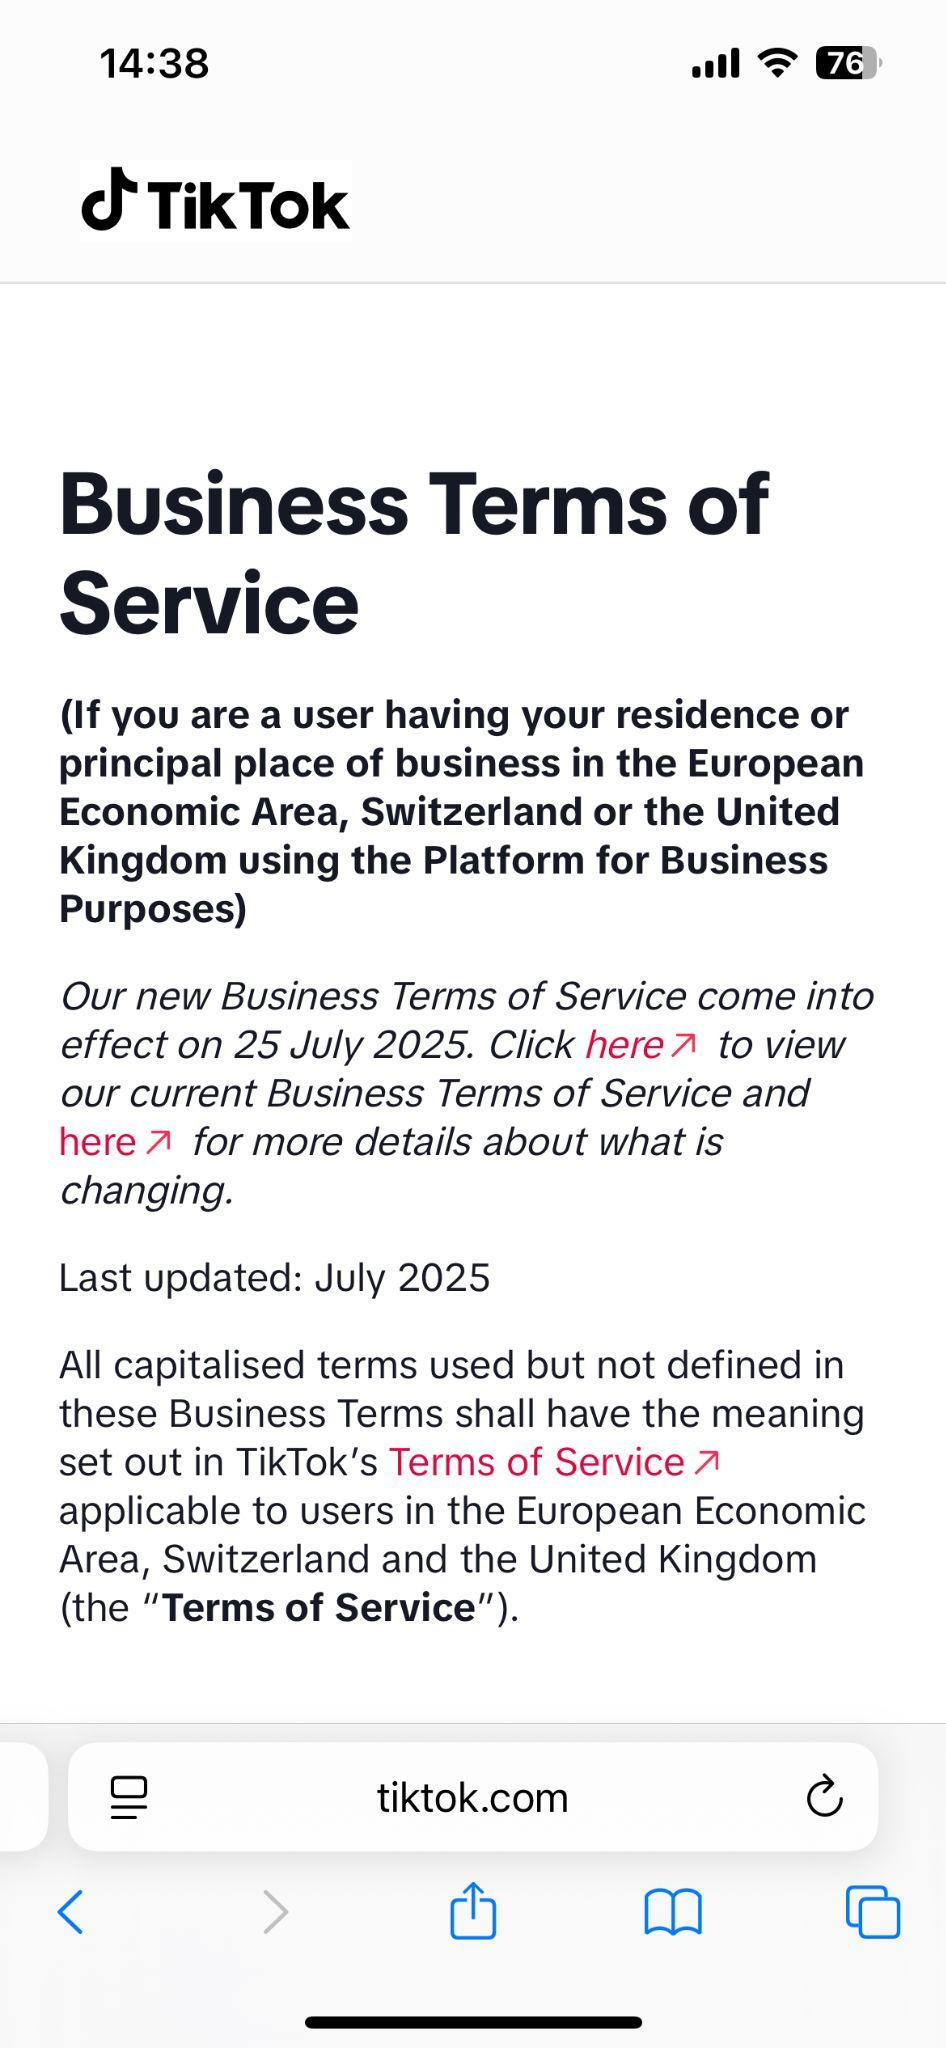 14:38
76
TikTok
Business Terms of
Service
(If you are a user having your residence or
principal place of business in the European
Economic Area, Switzerland or the United
Kingdom using the Platform for Business
Purposes)
Our new Business Terms of Service come into
effect on 25 July 2025. Click here↗ to view
our current Business Terms of Service and
here↗ for more details about what is
changing.
Last updated: July 2025
All capitalised terms used but not defined in
these Business Terms shall have the meaning
set out in TikTok’s Terms of Service↗
applicable to users in the European Economic
Area, Switzerland and the United Kingdom
(the “Terms of Service”).
tiktok.com